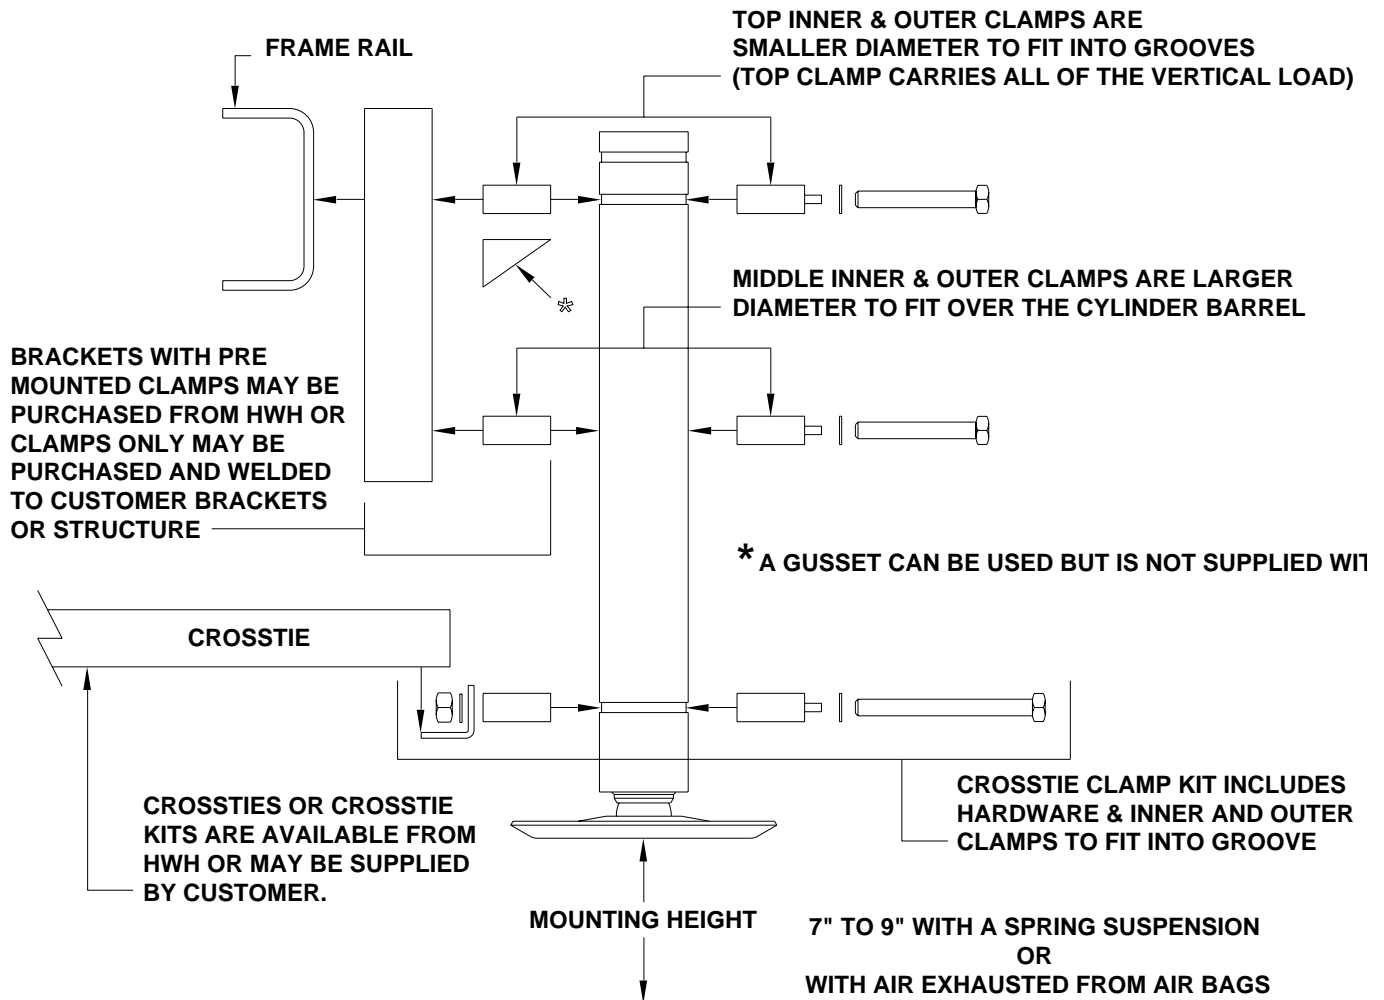 FRAME RAIL
TOP INNER & OUTER CLAMPS ARE
SMALLER DIAMETER TO FIT INTO GROOVES
(TOP CLAMP CARRIES ALL OF THE VERTICAL LOAD)
*
MIDDLE INNER & OUTER CLAMPS ARE LARGER
DIAMETER TO FIT OVER THE CYLINDER BARREL
BRACKETS WITH PRE
MOUNTED CLAMPS MAY BE
PURCHASED FROM HWH OR
CLAMPS ONLY MAY BE
PURCHASED AND WELDED
TO CUSTOMER BRACKETS
OR STRUCTURE
* A GUSSET CAN BE USED BUT IS NOT SUPPLIED
CROSSTIE
CROSSTIES OR CROSSTIE
KITS ARE AVAILABLE FROM
HWH OR MAY BE SUPPLIED
BY CUSTOMER.
CROSSTIE CLAMP KIT INCLUDES
HARDWARE & INNER AND OUTER
CLAMPS TO FIT INTO GROOVE
MOUNTING HEIGHT
7" TO 9" WITH A SPRING SUSPENSION
OR
WITH AIR EXHAUSTED FROM AIR BAGS